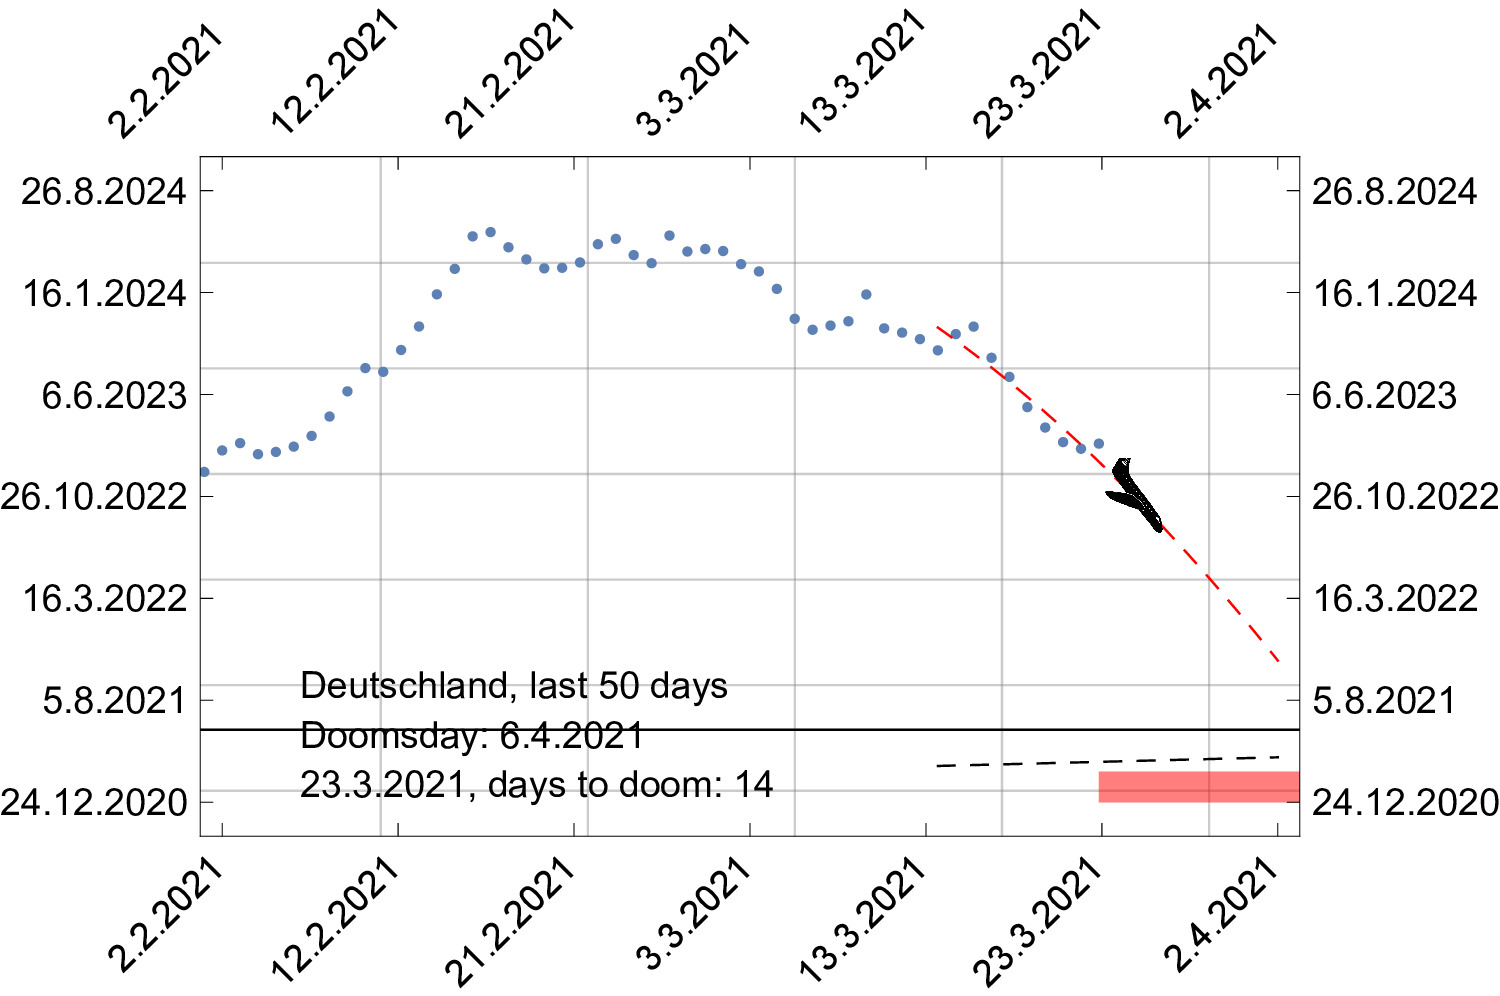 2.2.2021 12.2.2021 21.2.2021 3.3.2021 13.3.2021 23.3.2021 2.4.2021
26.8.2024 26.8.2024
16.1.2024 16.1.2024
6.6.2023 6.6.2023
26.10.2022 26.10.2022
16.3.2022 16.3.2022
Deutschland, last 50 days
5.8.2021 5.8.2021
Doomsday: 6.4.2021
23.3.2021, days to doom: 14
24.12.2020 24.12.2020
2.2.2021 12.2.2021 21.2.2021 3.3.2021 13.3.2021 23.3.2021 2.4.2021